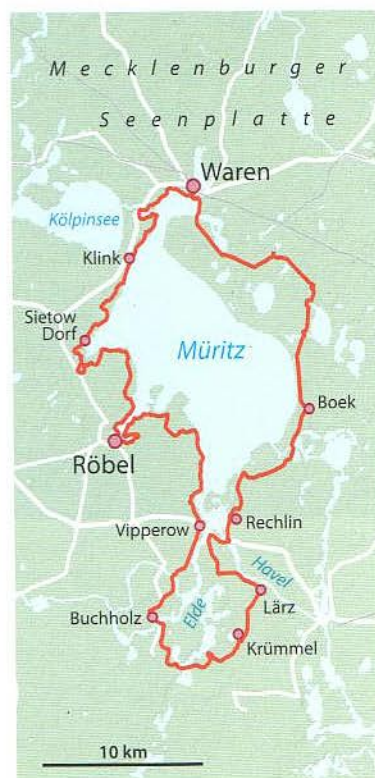 Mecklenburger
Seenplatte
Waren
Kölpinsee
Klink
Sietow
Dorf
Müritz
Boek
Röbel
Vipperow
Rechlin
Havel
Lärz
Elde
Buchholz
Krümmel
10 km